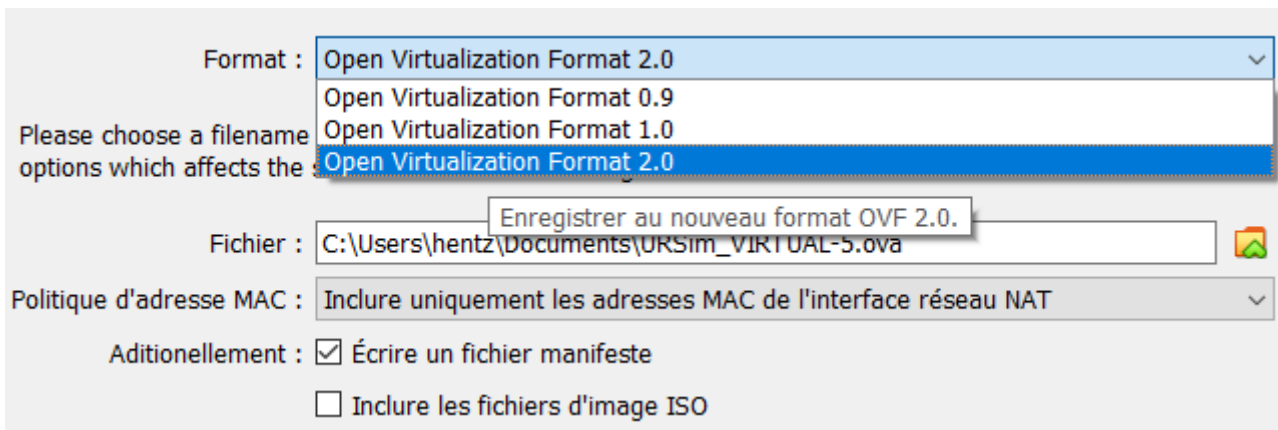 Format : Open Virtualization Format 2.0
Open Virtualization Format 0.9
Open Virtualization Format 1.0
Open Virtualization Format 2.0
Please choose a filename
options which affects the
Enregistrer au nouveau format OVF 2.0.
Fichier : C:\Users\hentz\Documents\URSim_VIRTUAL-5.ova
Politique d'adresse MAC : Inclure uniquement les adresses MAC de l'interface réseau NAT
Aditionellement : Écrire un fichier manifeste
Inclure les fichiers d'image ISO